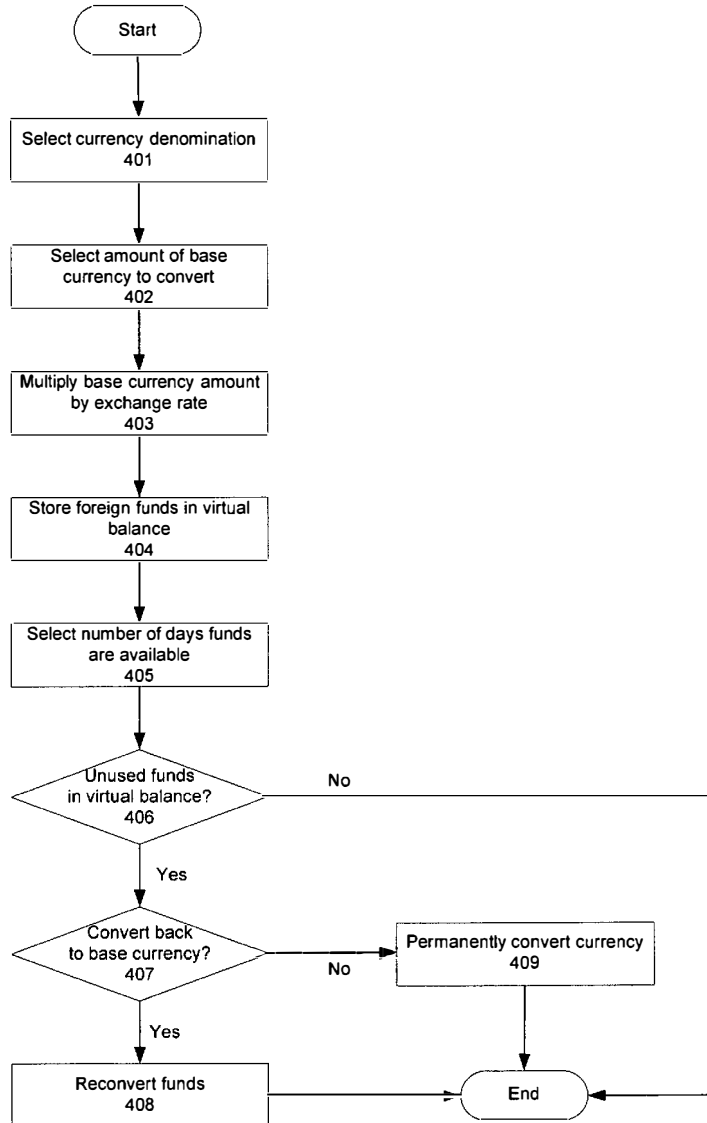 Start
Select currency denomination
401
Select amount of base
currency to convert
402
Multiply base currency amount
by exchange rate
403
Store foreign funds in virtual
balance
404
Select number of days funds
are available
405
Unused funds
in virtual balance?
406
No
Yes
Convert back
to base currency?
407
No
Permanently convert currency
409
Yes
Reconvert funds
408
End